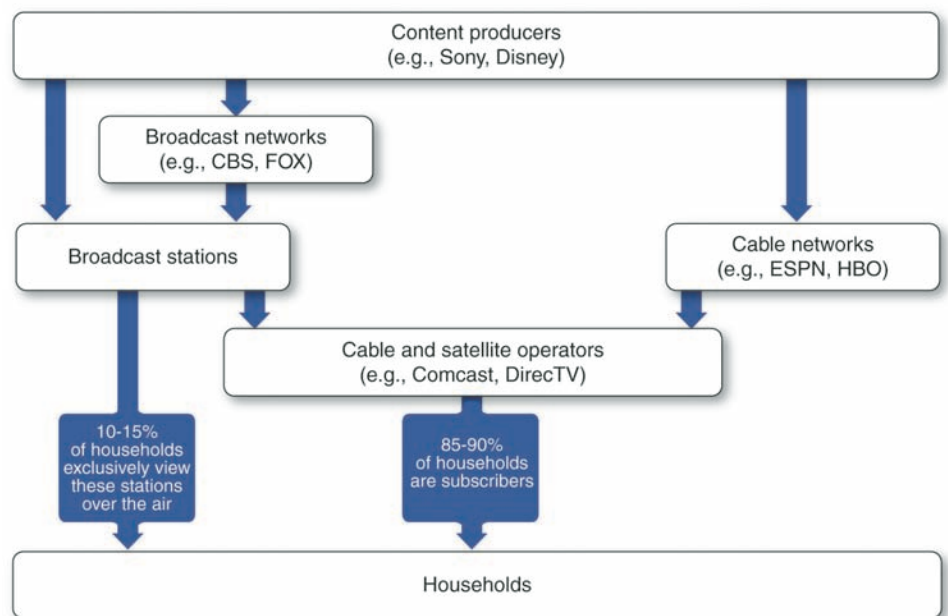 Content producers
(e.g., Sony, Disney)
Broadcast networks
(e.g., CBS, FOX)
Broadcast stations
Cable networks
(e.g., ESPN, HBO)
Cable and satellite operators
(e.g., Comcast, DirecTV)
10-15%
of households
exclusively view
these stations
over the air
85-90%
of households
are subscribers
Households